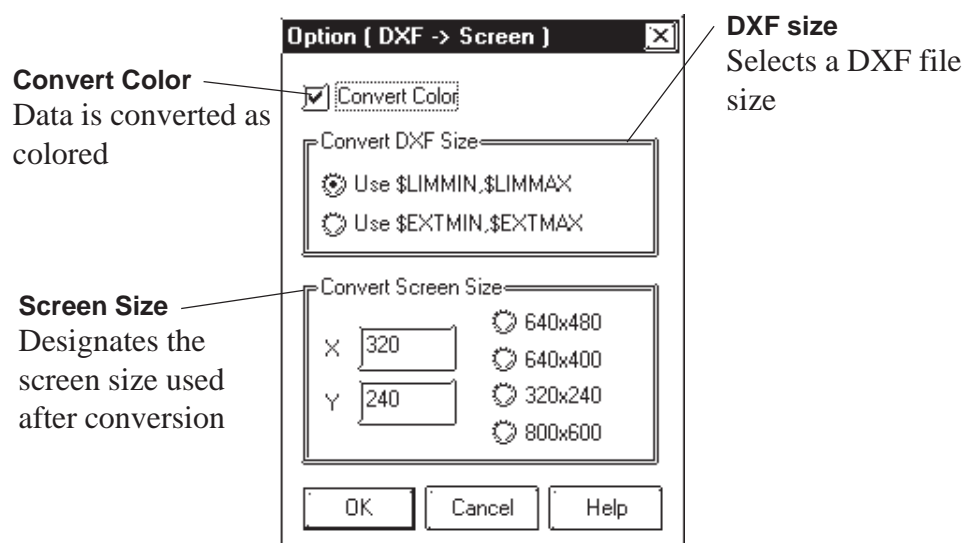 Option ( DXF -> Screen )
DXF size
Selects a DXF file
size
Convert Color
Data is converted as
colored
Convert Color
Convert DXF Size
Use $LIMMIN,$LIMMAX
Use $EXTMIN,$EXTMAX
Screen Size
Designates the
screen size used
after conversion
Convert Screen Size
X 320
Y 240
640x480
640x400
320x240
800x600
OK Cancel Help